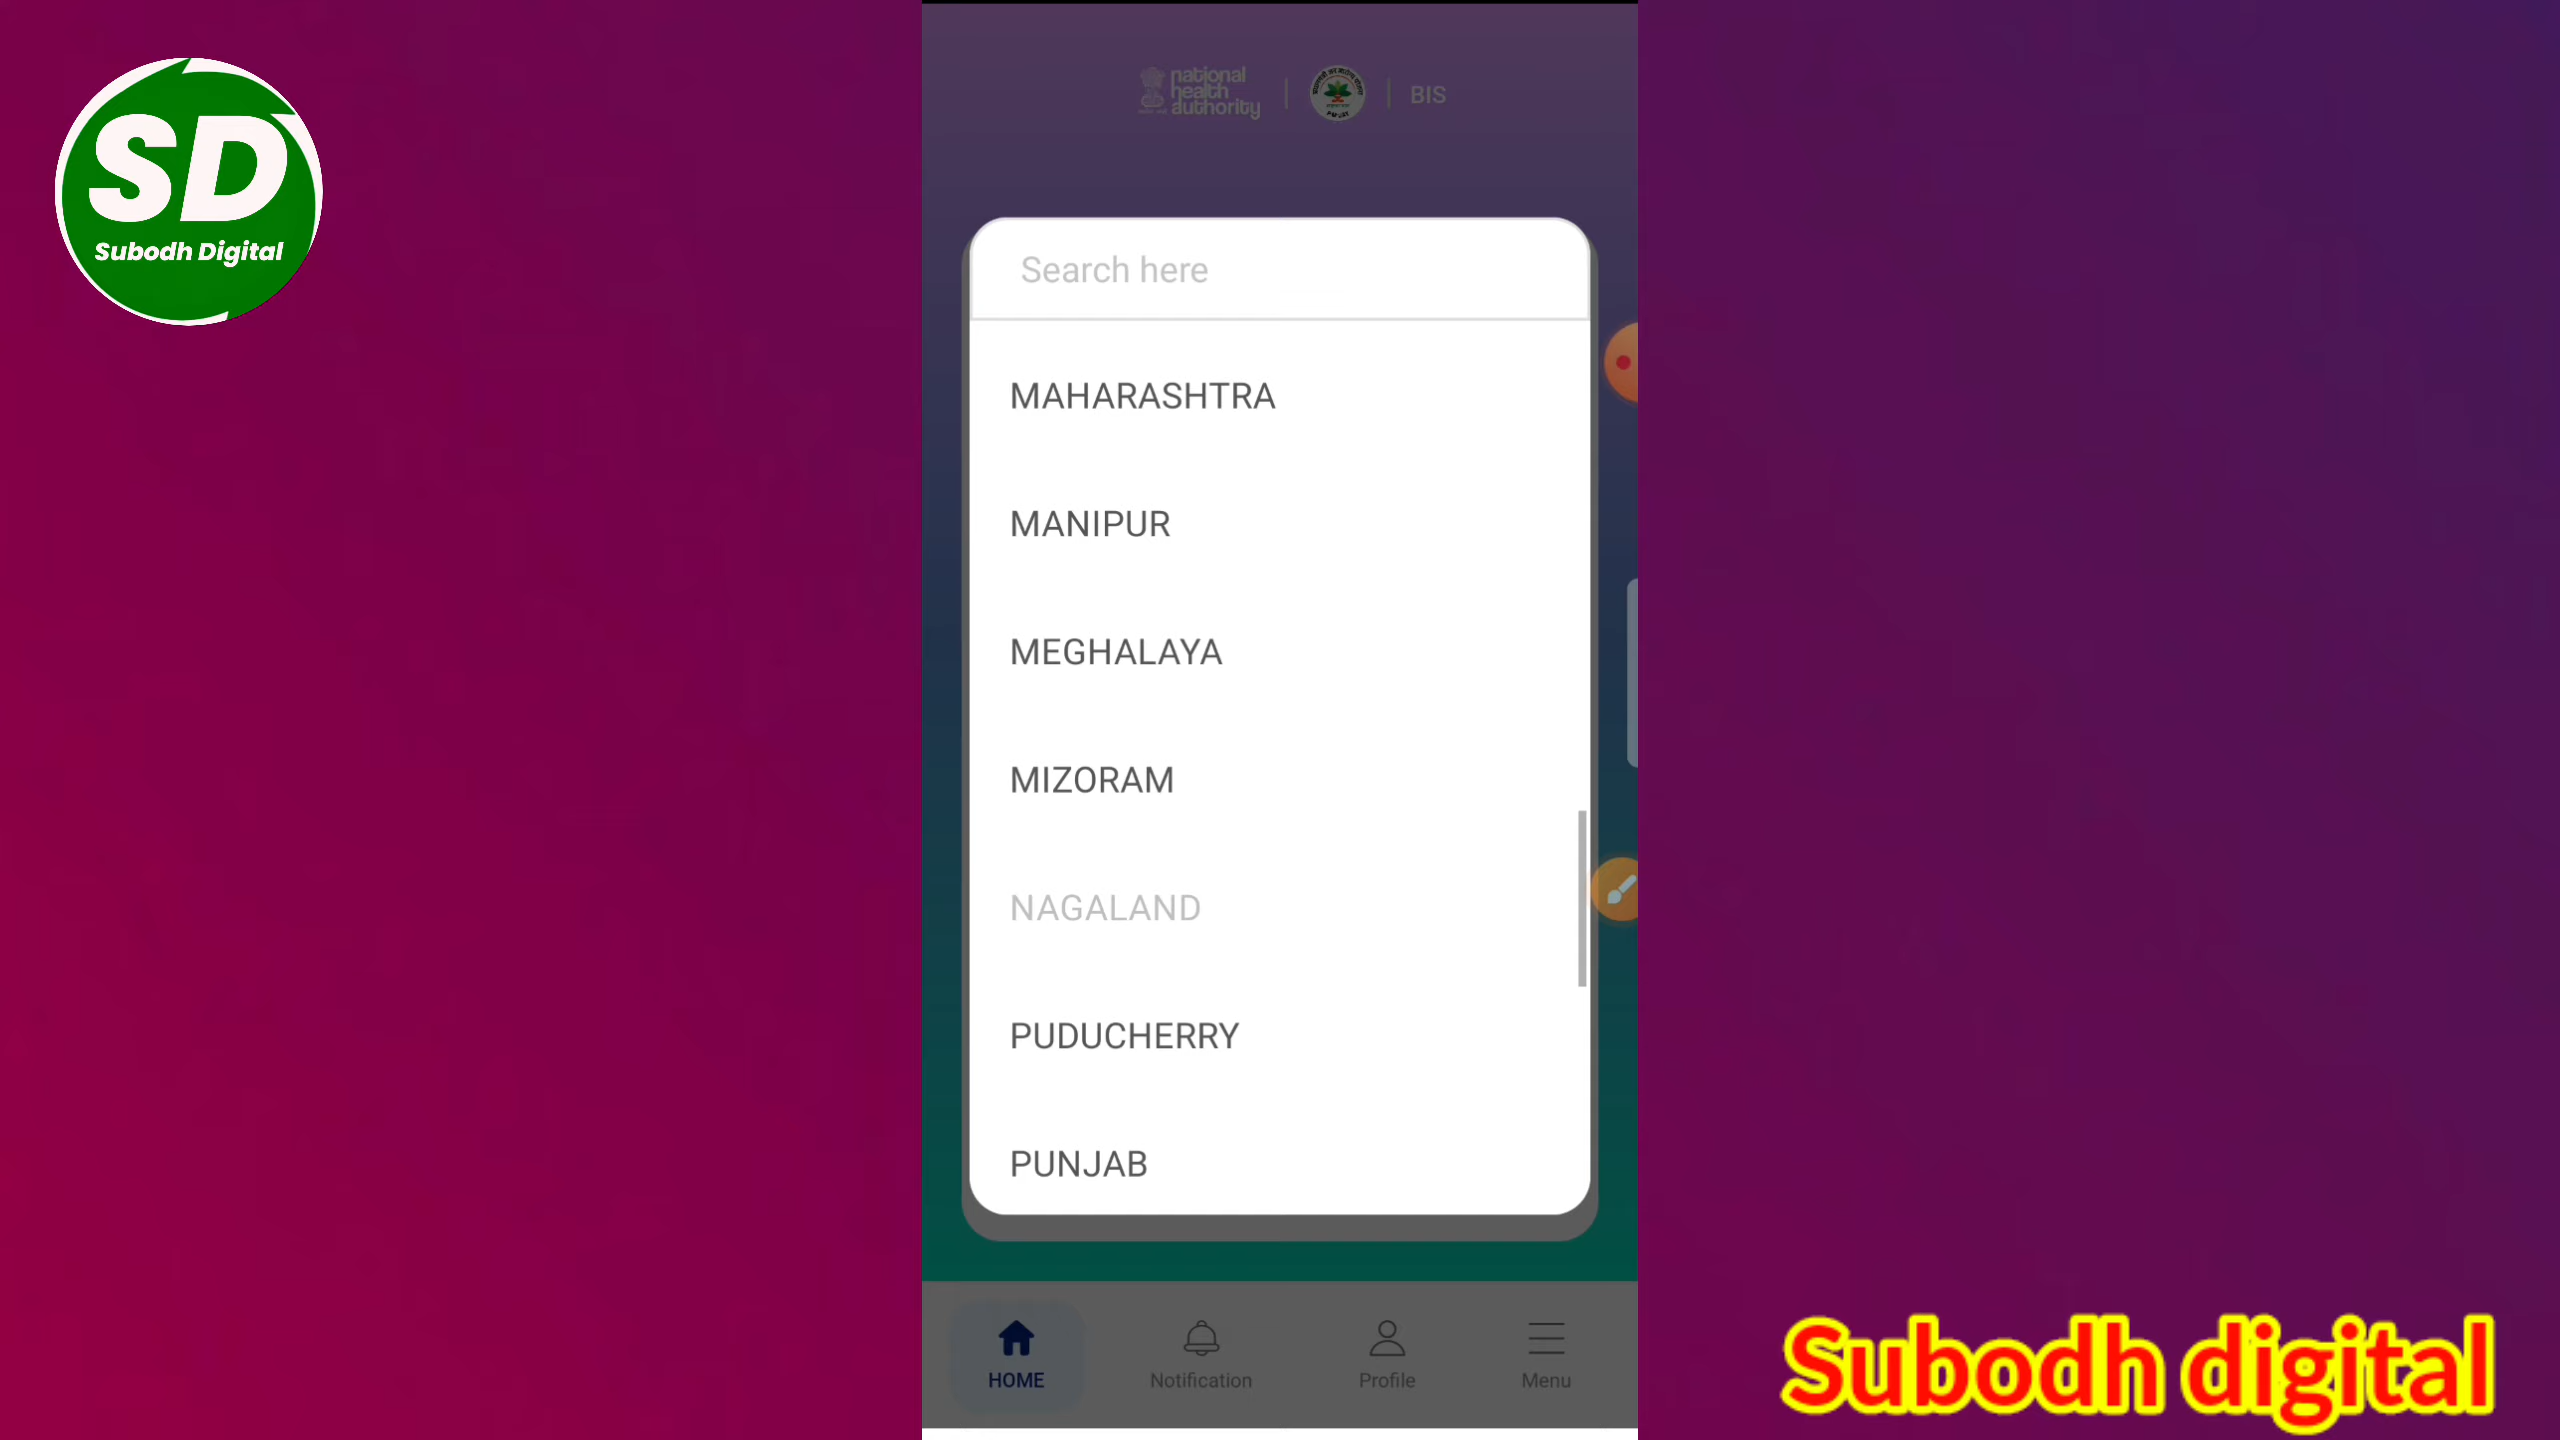 SD
Subodh Digital
national
health
authority
BIS
Search here
MAHARASHTRA
MANIPUR
MEGHALAYA
MIZORAM
NAGALAND
PUDUCHERRY
PUNJAB
HOME
Notification
Profile
Menu
Subodh digital